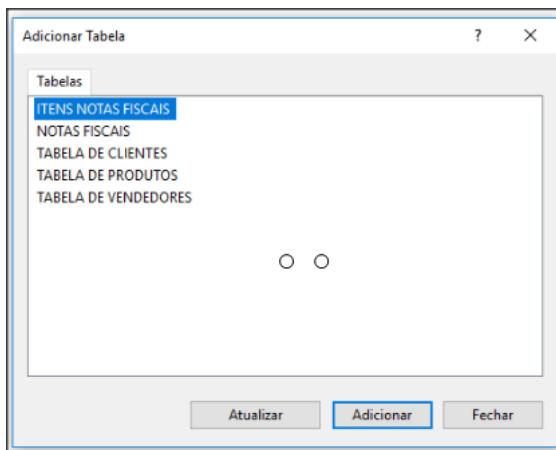 Adicionar Tabela ?
Tabelas
ITENS NOTAS FISCAIS
NOTAS FISCAIS
TABELA DE CLIENTES
TABELA DE PRODUTOS
TABELA DE VENDEDORES
Atualizar Adicionar Fechar